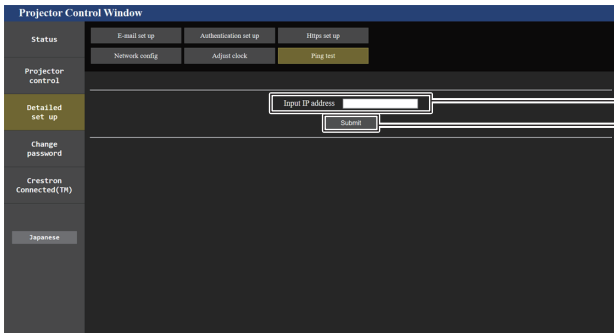 Projector Control Window
Status
Projector
control
Detailed
set up
Change
password
Crestron
Connected(TM)
Japanese
E-mail set up
Authentication set up
Https set up
Network config
Adjust clock
Ping test
Input IP address
Submit